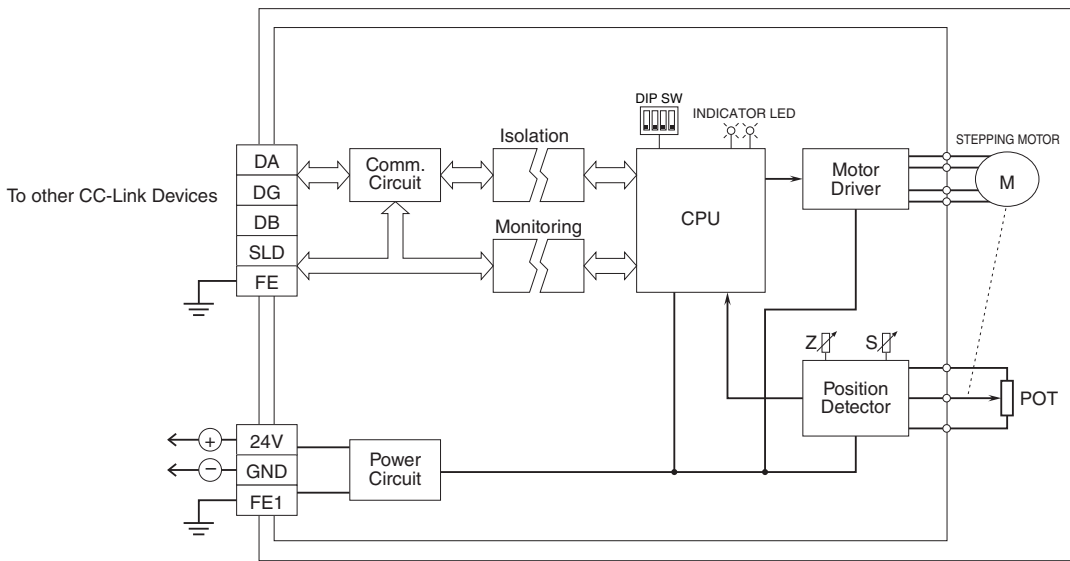 DIP SW
INDICATOR LED
Isolation
STEPPING MOTOR
DA
DG
DB
SLD
FE
To other CC-Link Devices
Comm.
Circuit
Monitoring
CPU
Motor
Driver
M
Z
S
Position
Detector
POT
+
24V
−
GND
FE1
Power
Circuit